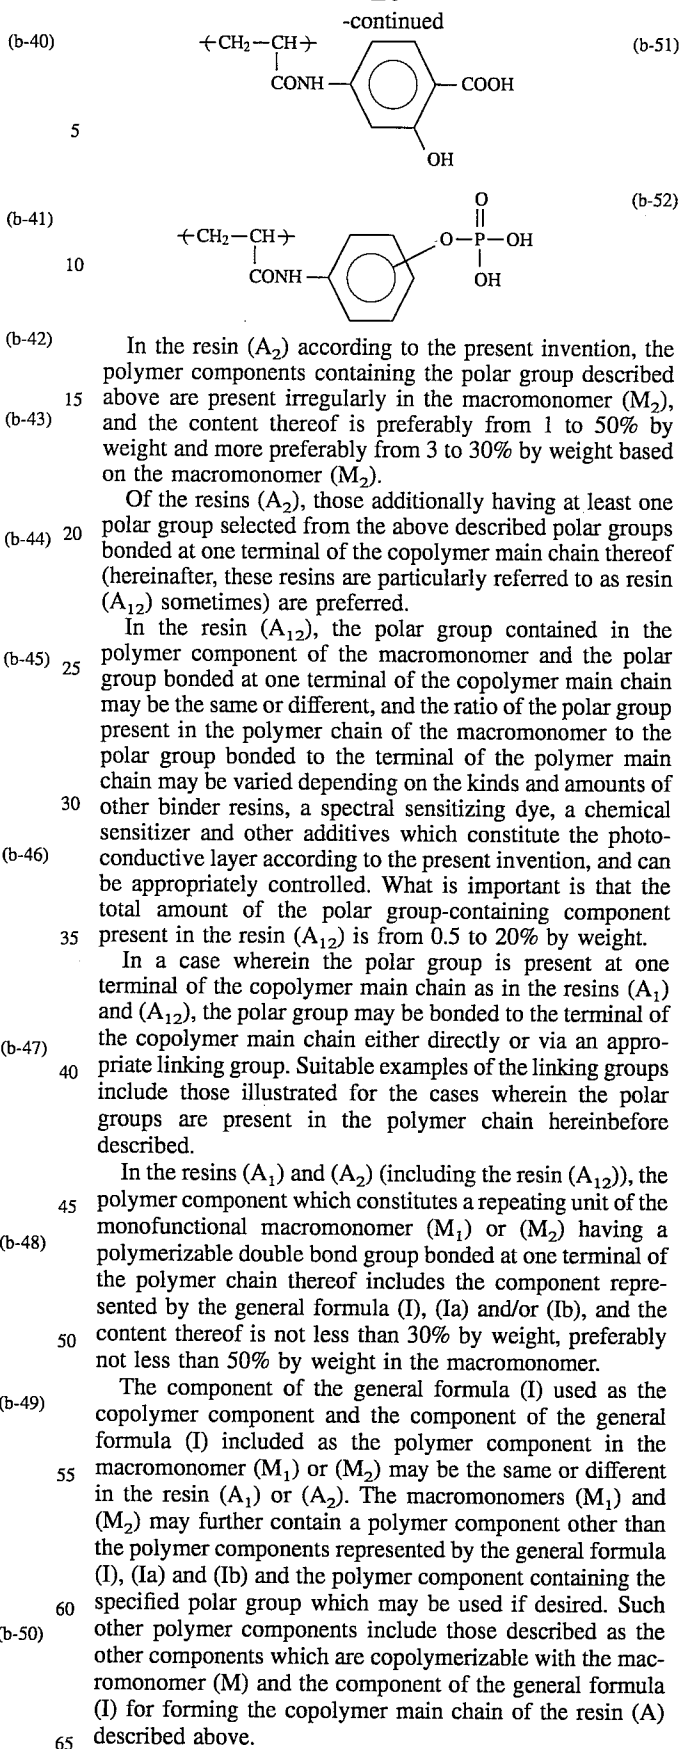 -continued
(b-40)
⁠(CH₂—CH)
CONH
COOH
OH
(b-51)
5
(b-41)
(b-52)
O
(CH₂—CH)
O—P—OH
CONH
OH
10
(b-42)
In the resin (A₂) according to the present invention, the
polymer components containing the polar group described
15 above are present irregularly in the macromonomer (M₂),
(b-43)
and the content thereof is preferably from 1 to 50% by
weight and more preferably from 3 to 30% by weight based
on the macromonomer (M₂).
Of the resins (A₂), those additionally having at least one
(b-44) 20 polar group selected from the above described polar groups
bonded at one terminal of the copolymer main chain thereof
(hereinafter, these resins are particularly referred to as resin
(A₁₂) sometimes) are preferred.
In the resin (A₁₂), the polar group contained in the
(b-45) 25 polymer component of the macromonomer and the polar
group bonded at one terminal of the copolymer main chain
may be the same or different, and the ratio of the polar group
present in the polymer chain of the macromonomer to the
polar group bonded to the terminal of the polymer main
chain may be varied depending on the kinds and amounts of
30 other binder resins, a spectral sensitizing dye, a chemical
sensitizer and other additives which constitute the photo-
(b-46)
conductive layer according to the present invention, and can
be appropriately controlled. What is important is that the
total amount of the polar group-containing component
35 present in the resin (A₁₂) is from 0.5 to 20% by weight.
In a case wherein the polar group is present at one
terminal of the copolymer main chain as in the resins (A₁)
and (A₁₂), the polar group may be bonded to the terminal of
(b-47)
the copolymer main chain either directly or via an appro-
40 priate linking group. Suitable examples of the linking groups
include those illustrated for the cases wherein the polar
groups are present in the polymer chain hereinbefore
described.
In the resins (A₁) and (A₂) (including the resin (A₁₂)), the
45 polymer component which constitutes a repeating unit of the
monofunctional macromonomer (M₁) or (M₂) having a
(b-48)
polymerizable double bond group bonded at one terminal of
the polymer chain thereof includes the component repre-
sented by the general formula (I), (Ia) and/or (Ib), and the
50 content thereof is not less than 30% by weight, preferably
not less than 50% by weight in the macromonomer.
The component of the general formula (I) used as the
(b-49)
copolymer component and the component of the general
formula (I) included as the polymer component in the
55 macromonomer (M₁) or (M₂) may be the same or different
in the resin (A₁) or (A₂). The macromonomers (M₁) and
(M₂) may further contain a polymer component other than
the polymer components represented by the general formula
(I), (Ia) and (Ib) and the polymer component containing the
60 specified polar group which may be used if desired. Such
(b-50)
other polymer components include those described as the
other components which are copolymerizable with the mac-
romonomer (M) and the component of the general formula
(I) for forming the copolymer main chain of the resin (A)
65 described above.